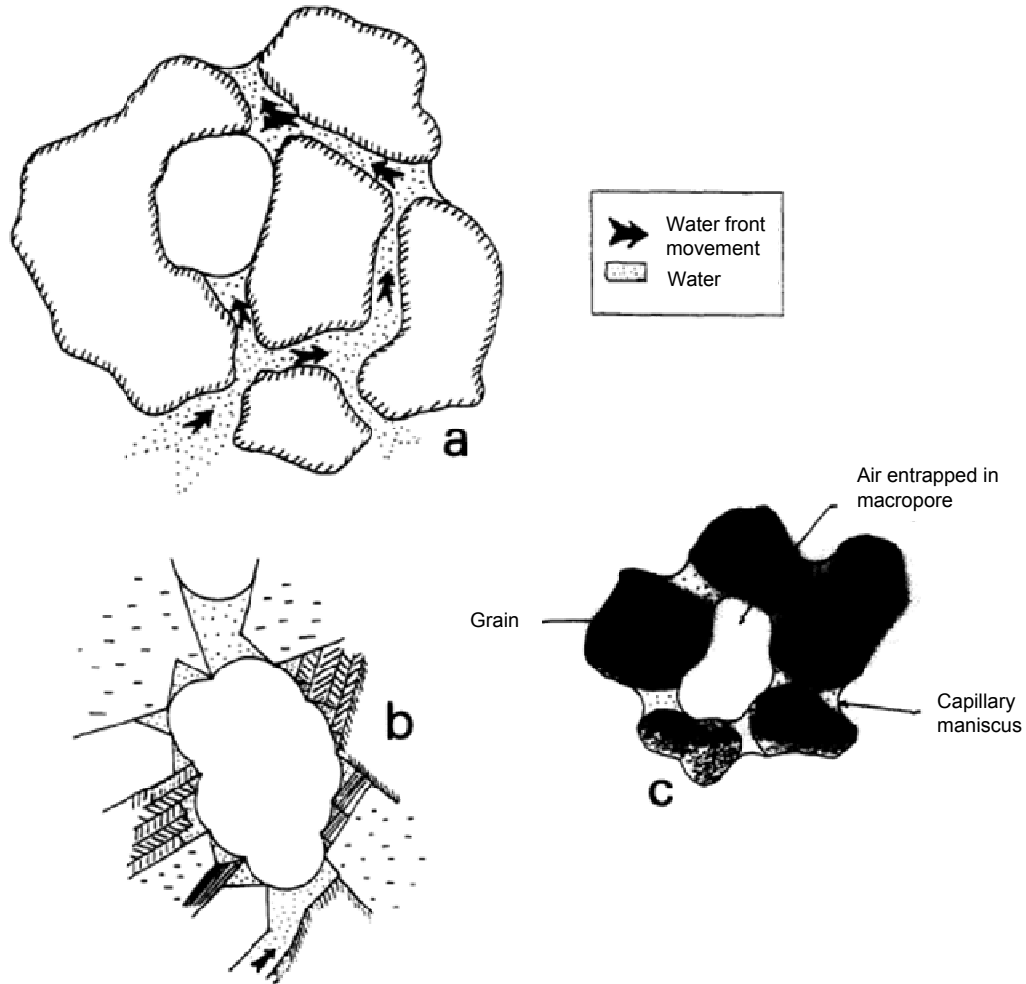 Water front
movement
Water
a
Air entrapped in
macropore
Grain
Capillary
maniscus
b
c